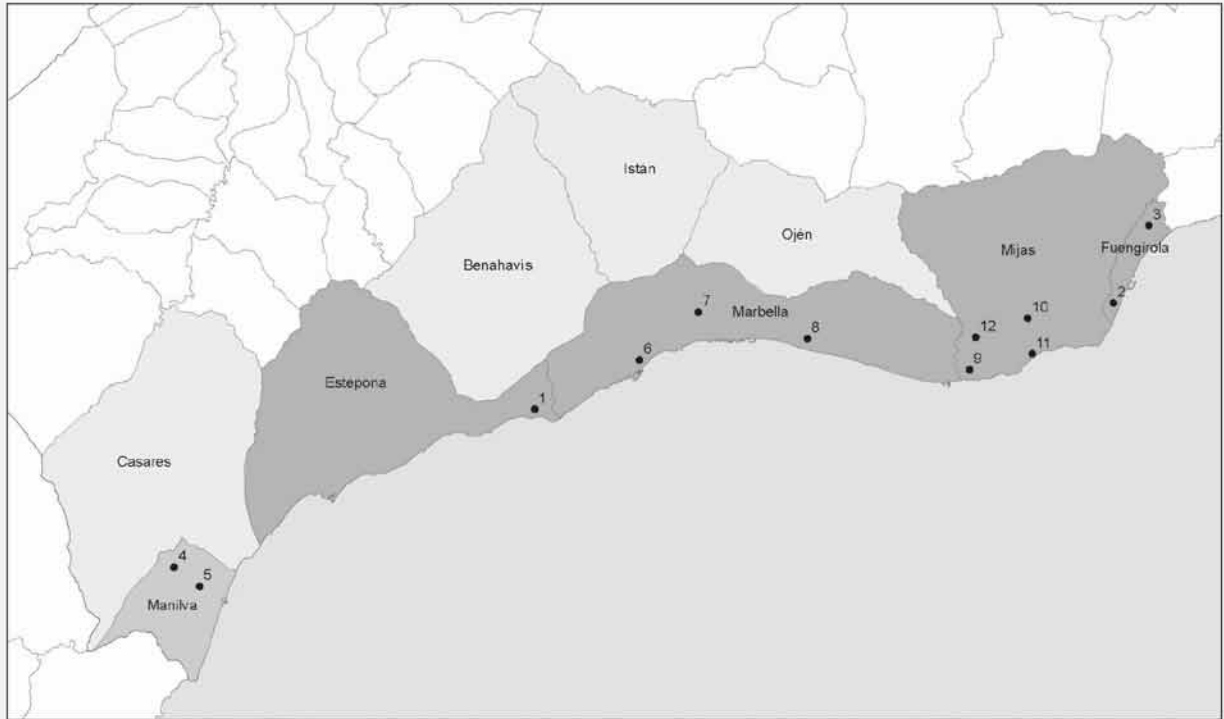 Istán
Ojén
Mijas
3
Fuengirola
Benahavís
2
7
Marbella
10
8
12
11
6
9
Estepona
1
Casares
4
5
Manilva